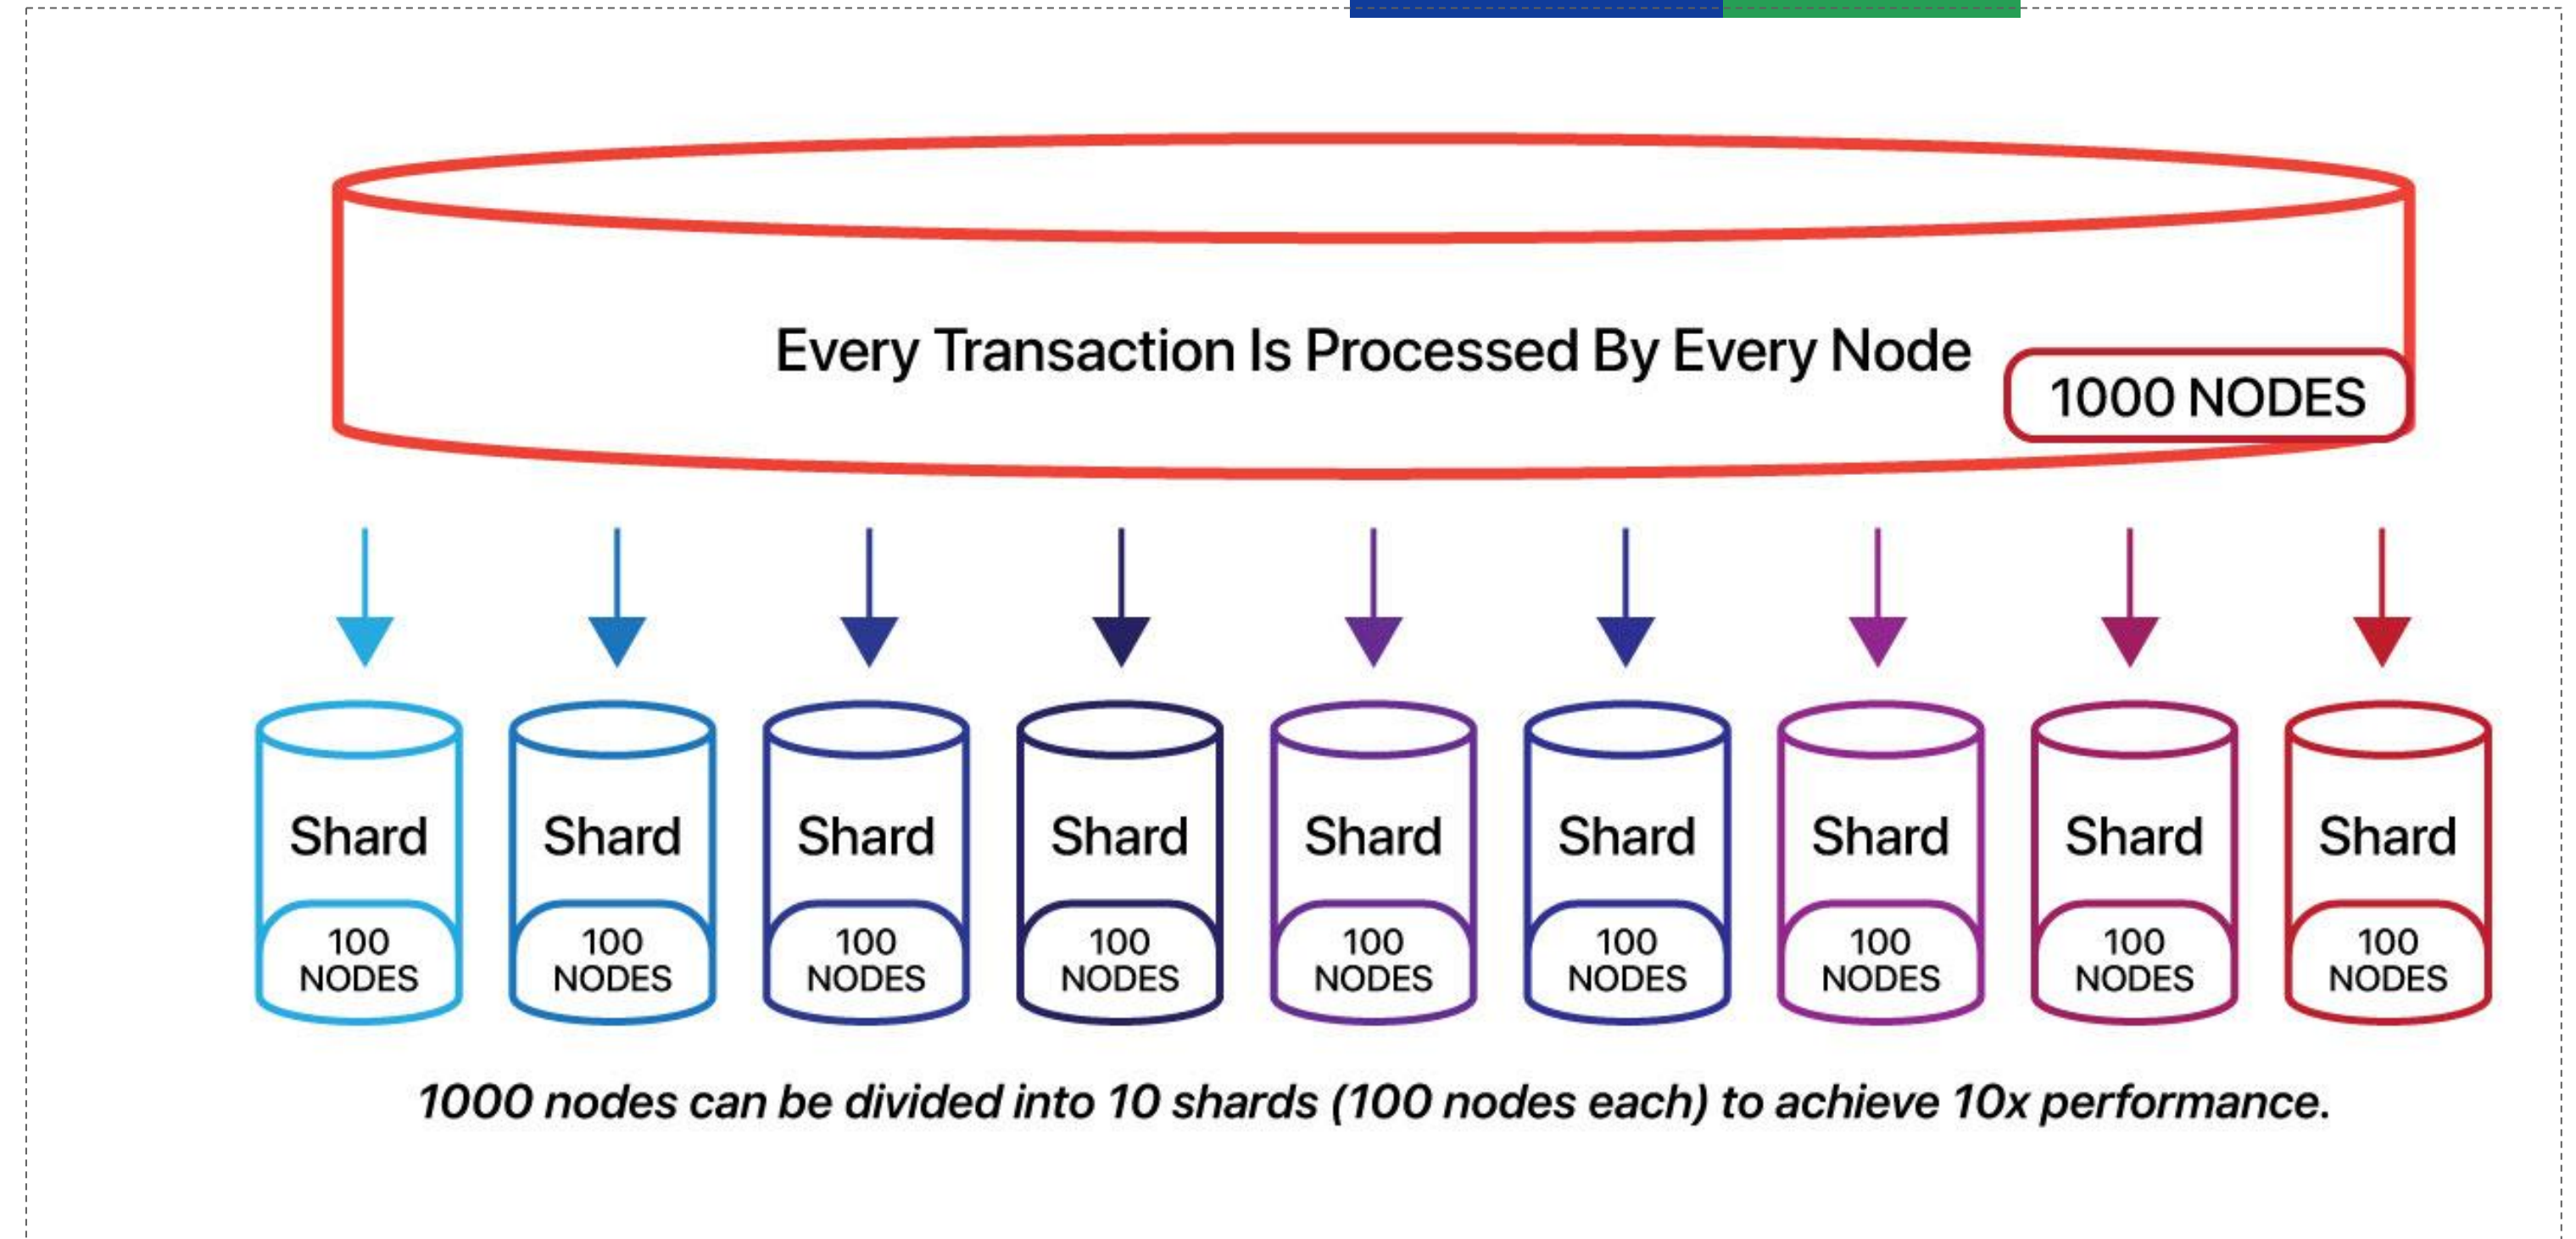 Every Transaction Is Processed By Every Node
1000 NODES
Shard
Shard
Shard
Shard
Shard
Shard
Shard
Shard
Shard
100
NODES
100
NODES
100
NODES
100
NODES
100
NODES
100
NODES
100
NODES
100
NODES
100
NODES
1000 nodes can be divided into 10 shards (100 nodes each) to achieve 10x performance.